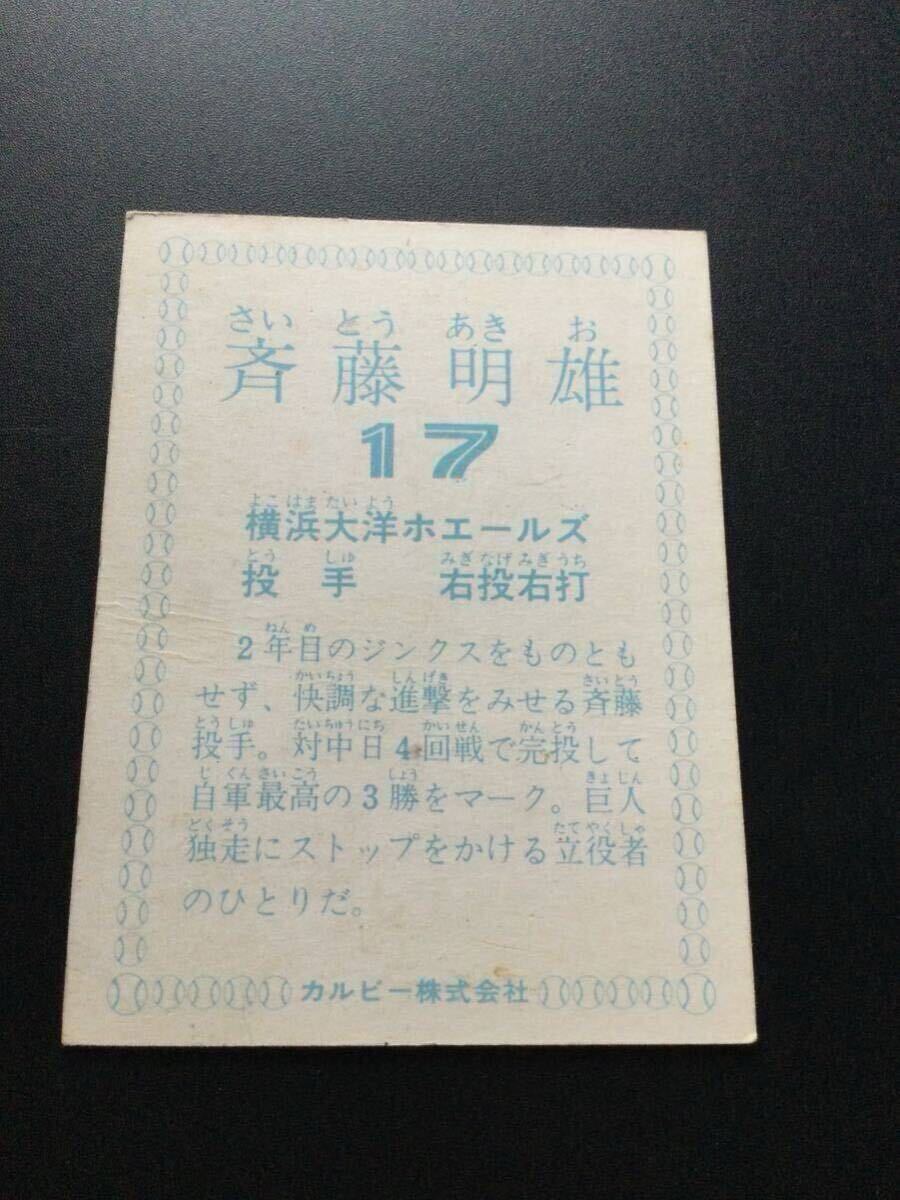 さい とう あき お
斉藤明雄
17
よこ はま たい よう
横浜大洋ホエールズ
とう しゅ みぎ なげ みぎ うち
投手 右投右打
ねん め
2年目のジンクスをものとも
かいちょう しんげき さいとう
せず、快調な進撃をみせる斉藤
とうしゅ たいちゅうにち かいせん かんとう
投手。対中日4回戦で完投して
じ ぐんさいこう しょう きょじん
自軍最高の3勝をマーク。巨人
どくそう たてやくしゃ
独走にストップをかける立役者
のひとりだ。
カルビー株式会社